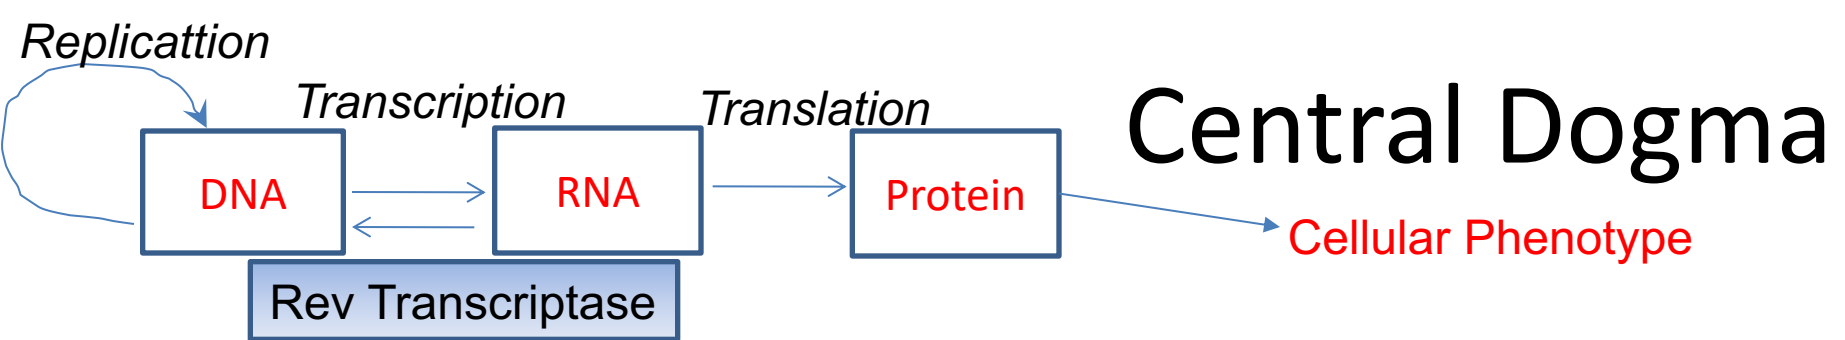 Replicattion
Transcription
Translation
Central Dogma
DNA
RNA
Protein
Cellular Phenotype
Rev Transcriptase